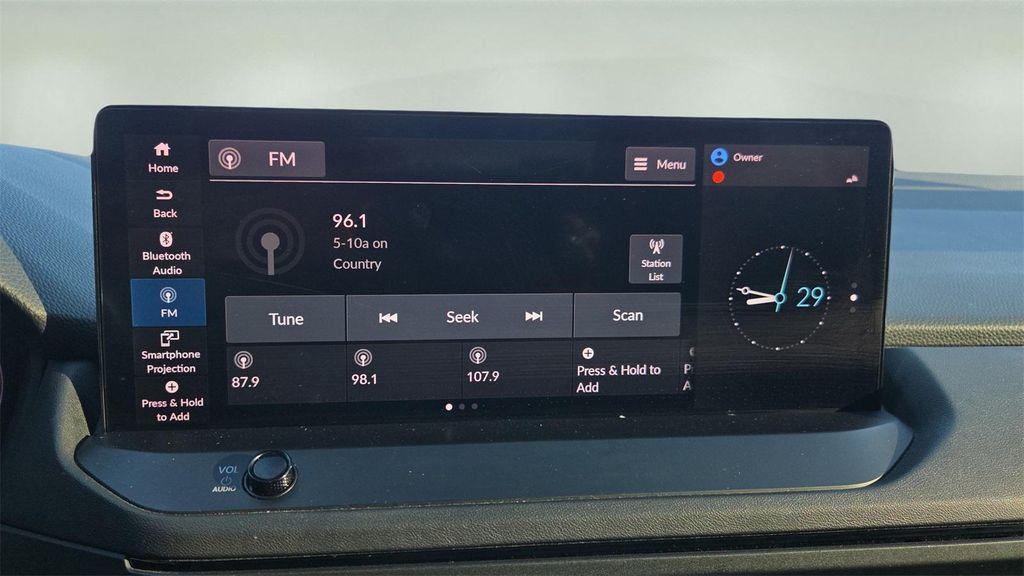 Home
Back
Bluetooth
Audio
FM
Smartphone
Projection
Press & Hold
to Add
FM
Menu
96.1
5-10a on
Country
Station
List
Tune
Seek
Scan
87.9
98.1
107.9
Press & Hold to
Add
P
A
Owner
29
VOL
AUDIO